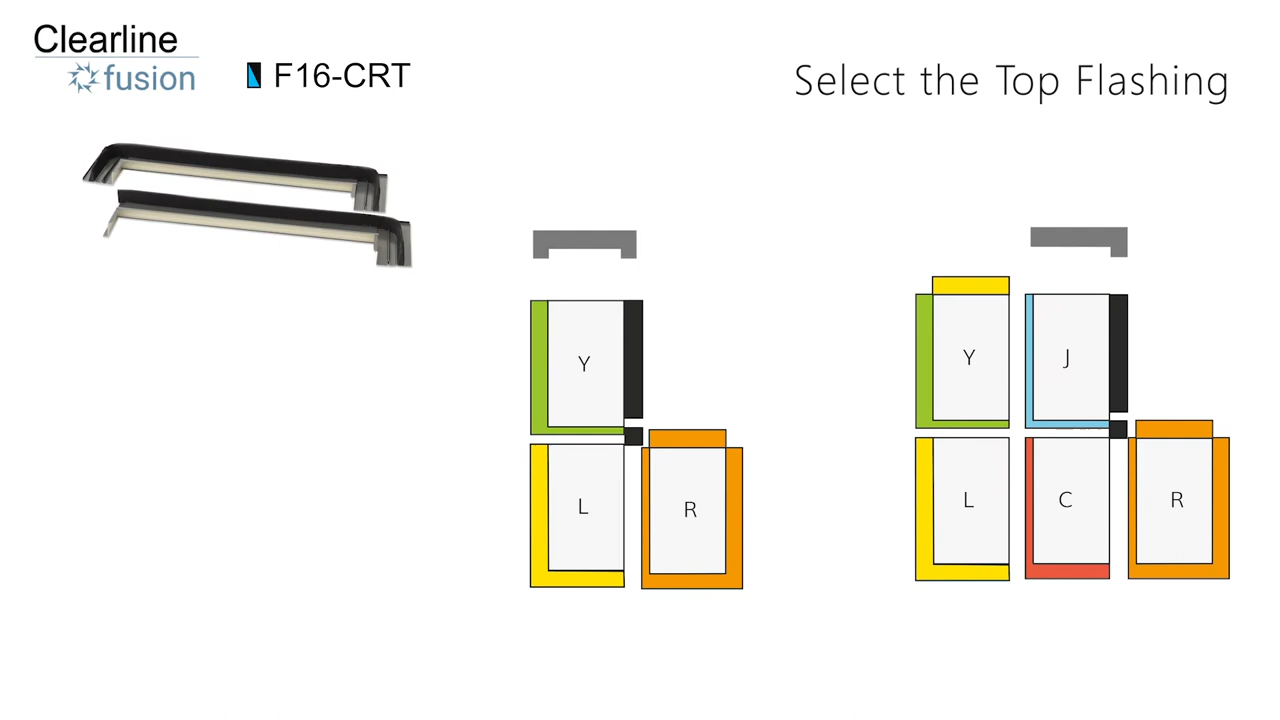 Clearline
fusion
F16-CRT
Select the Top Flashing
Y
L
R
Y
J
L
C
R